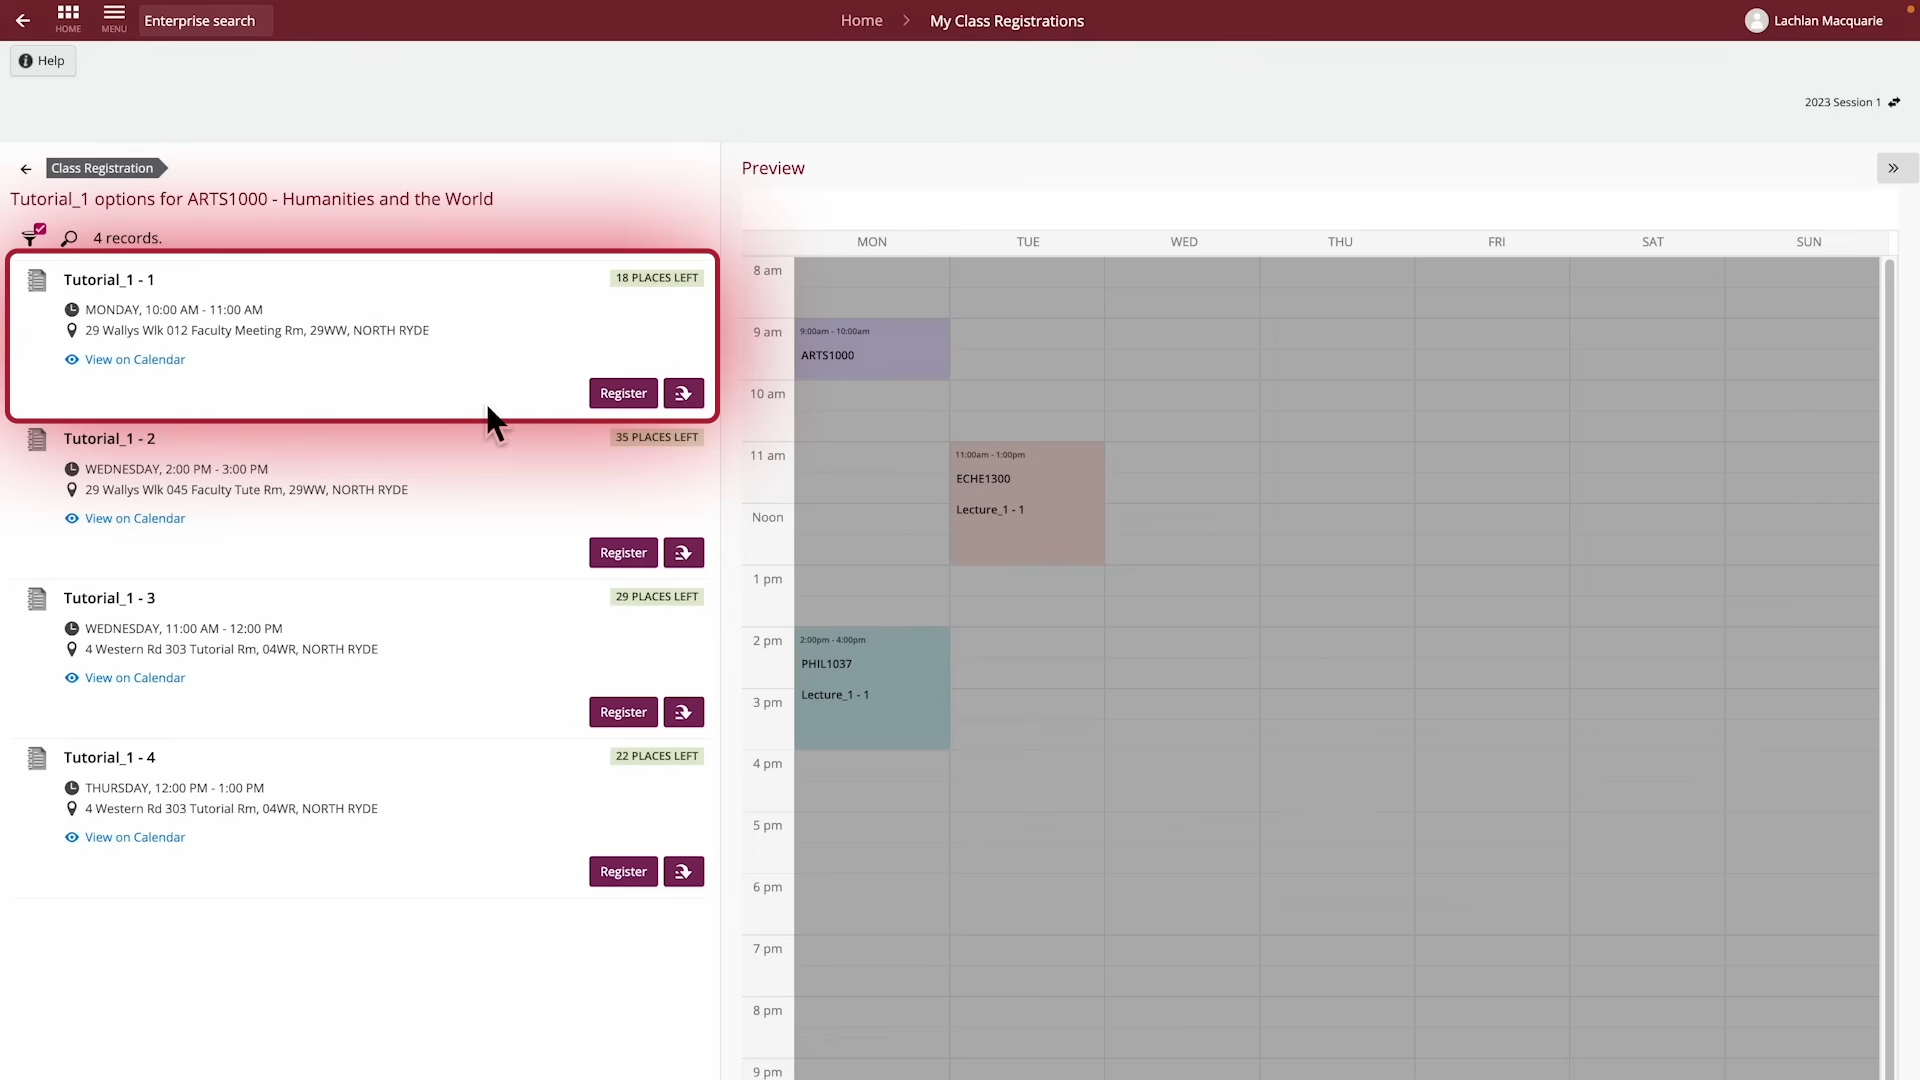 HOME
MENU
Enterprise search
Home > My Class Registrations
Lachlan Macquarie
Help
2023 Session 1
Class Registration
Tutorial_1 options for ARTS1000 - Humanities and the World
4 records.
Tutorial_1 - 1
18 PLACES LEFT
MONDAY, 10:00 AM - 11:00 AM
29 Wallys Wlk 012 Faculty Meeting Rm, 29WW, NORTH RYDE
View on Calendar
Register
Tutorial_1 - 2
35 PLACES LEFT
WEDNESDAY, 2:00 PM - 3:00 PM
29 Wallys Wlk 045 Faculty Tute Rm, 29WW, NORTH RYDE
View on Calendar
Register
Tutorial_1 - 3
29 PLACES LEFT
WEDNESDAY, 11:00 AM - 12:00 PM
4 Western Rd 303 Tutorial Rm, 04WR, NORTH RYDE
View on Calendar
Register
Tutorial_1 - 4
22 PLACES LEFT
THURSDAY, 12:00 PM - 1:00 PM
4 Western Rd 303 Tutorial Rm, 04WR, NORTH RYDE
View on Calendar
Register
Preview
»
MON TUE WED THU FRI SAT SUN
8 am
9 am
9:00am - 10:00am
ARTS1000
10 am
11 am
11:00am - 1:00pm
ECHE1300
Lecture_1 - 1
Noon
1 pm
2 pm
2:00pm - 4:00pm
PHIL1037
Lecture_1 - 1
3 pm
4 pm
5 pm
6 pm
7 pm
8 pm
9 pm